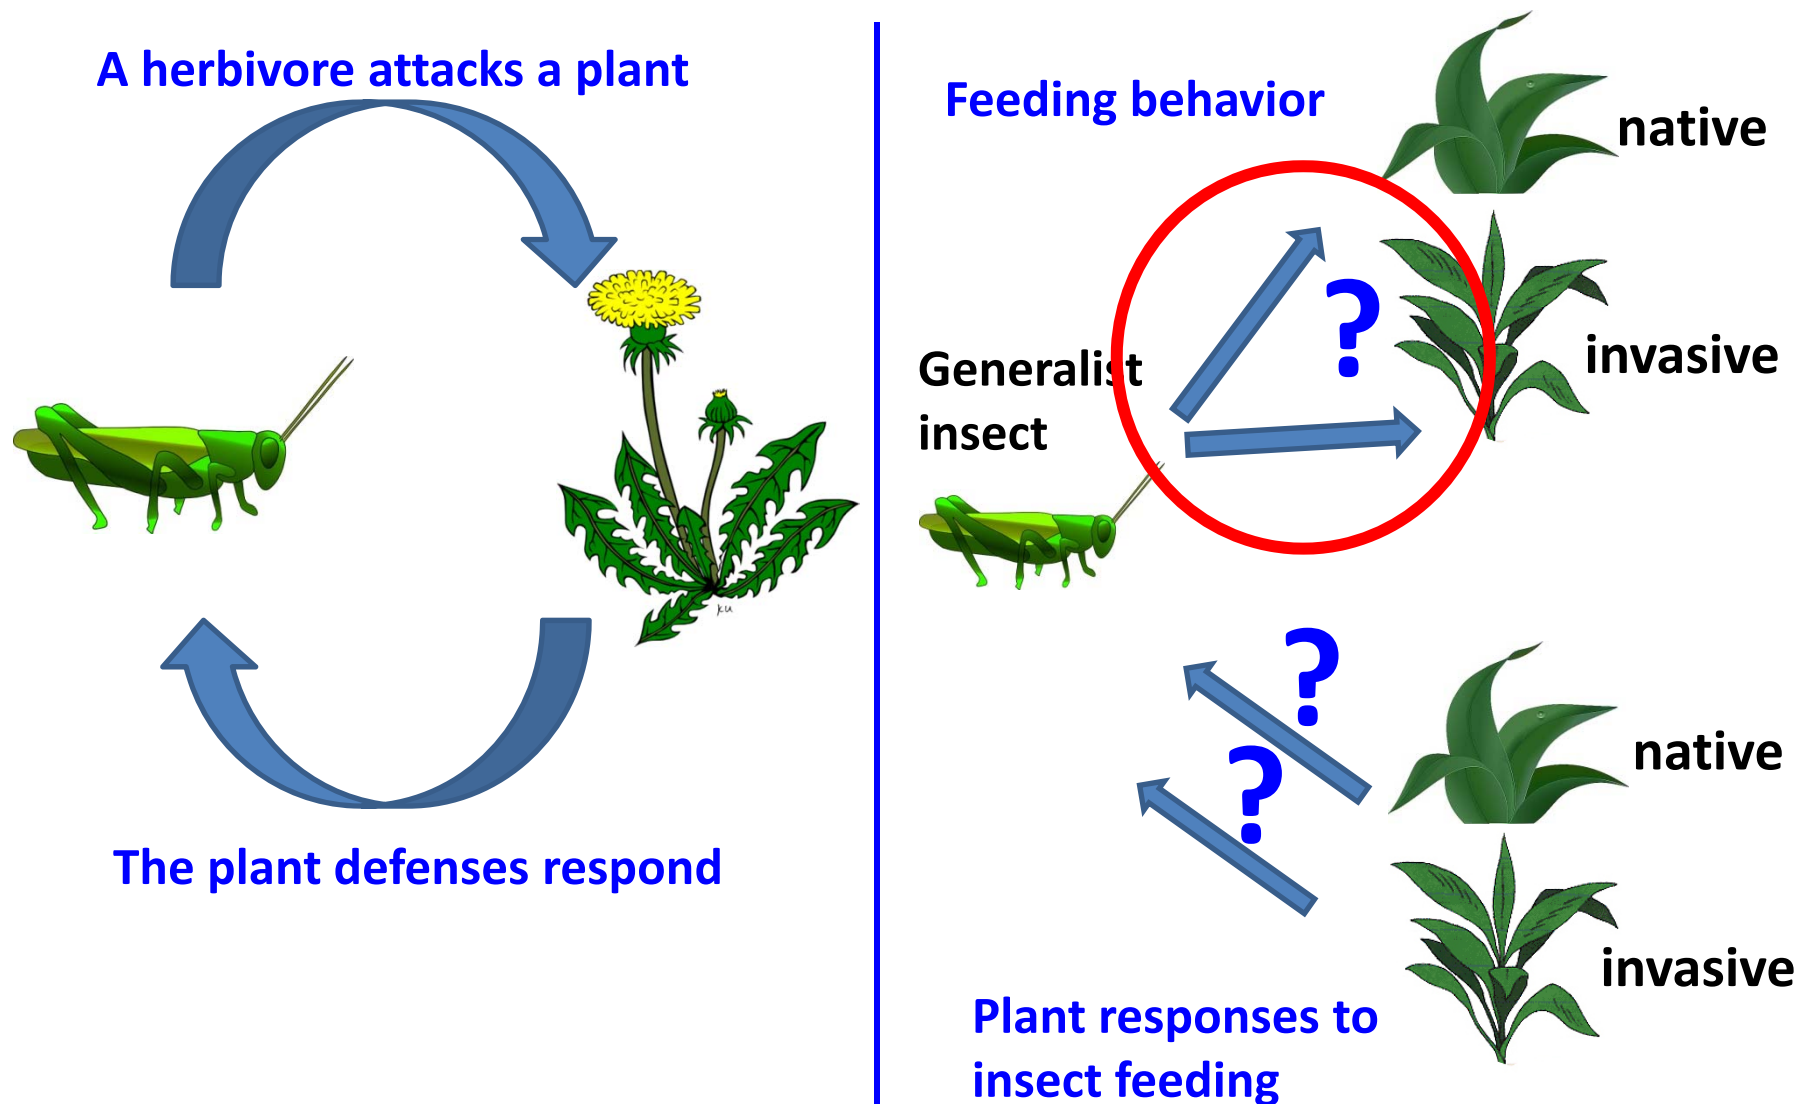 A herbivore attacks a plant
The plant defenses respond
Feeding behavior
native
?
invasive
Generalist
insect
?
?
native
invasive
Plant responses to
insect feeding